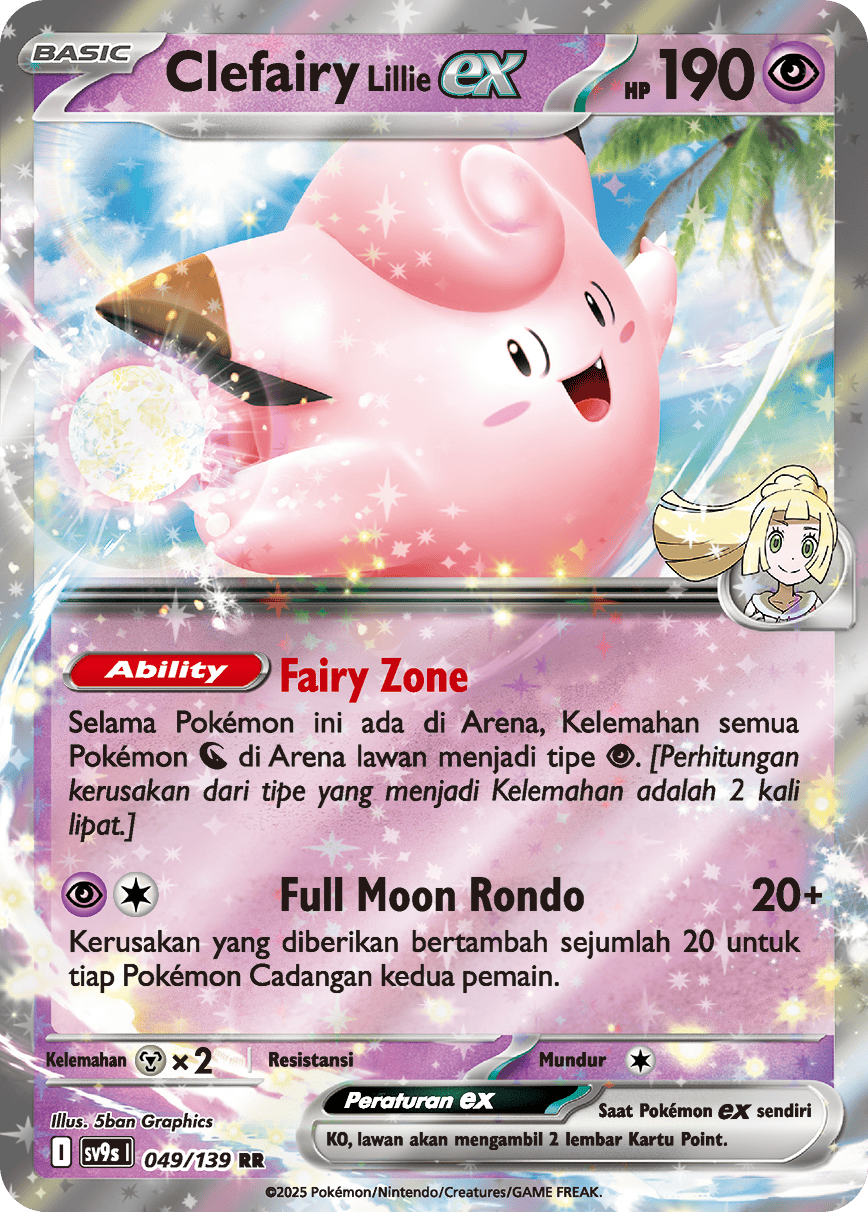 BASIC
Clefairy Lillie ex HP 190
Ability Fairy Zone
Selama Pokémon ini ada di Arena, Kelemahan semua
Pokémon di Arena lawan menjadi tipe . [Perhitungan
kerusakan dari tipe yang menjadi Kelemahan adalah 2 kali
lipat.]
Full Moon Rondo 20+
Kerusakan yang diberikan bertambah sejumlah 20 untuk
tiap Pokémon Cadangan kedua pemain.
Kelemahan ×2 Resistansi Mundur
Peraturan ex Saat Pokémon ex sendiri
KO, lawan akan mengambil 2 lembar Kartu Point.
Illus. 5ban Graphics
I sv9s I 049/139 RR
©2025 Pokémon/Nintendo/Creatures/GAME FREAK.